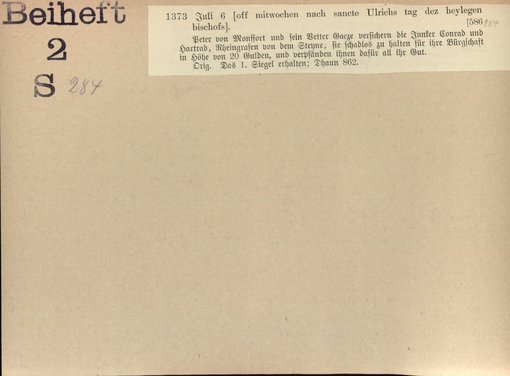 Beiheft
2
S 284
1373 Juli 6 [off mitwochen nach sancte Ulrichs tag dez heylegen
bischofs]. [586 284
Peter von Monffort und sein Vetter Gacze versichern die Junker Conrad und
Hartrad, Rheingrafen von dem Steyne, sie schadlos zu halten für ihre Bürgschaft
in Höhe von 20 Gulden, und verpfänden ihnen dafür all ihr Gut.
Orig. Das 1. Siegel erhalten; Dhaun 862.